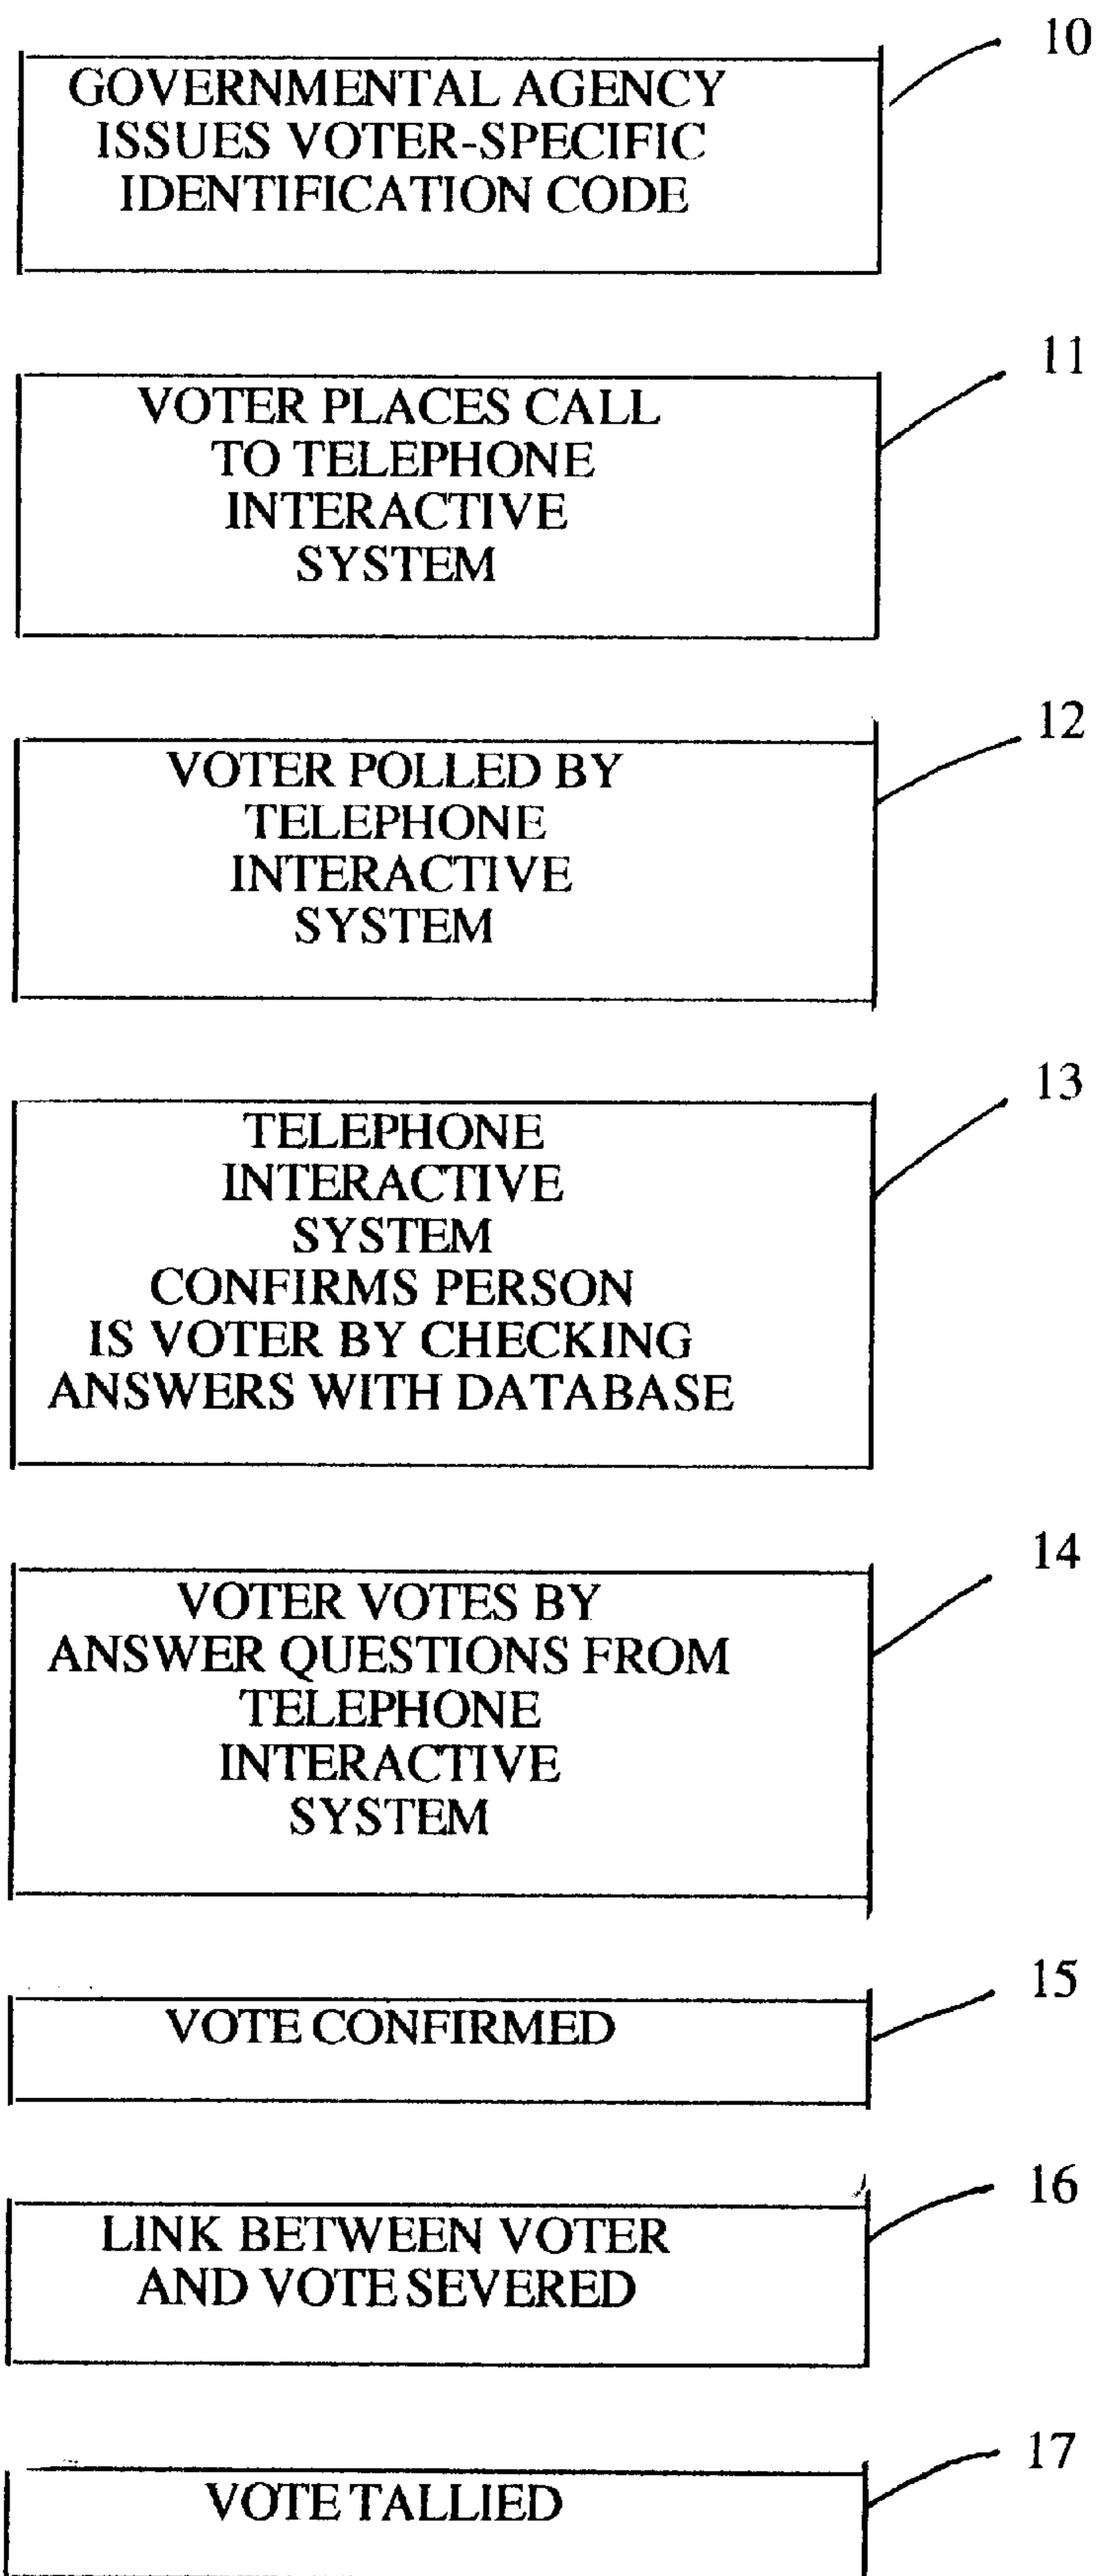 10
GOVERNMENTAL AGENCY
ISSUES VOTER-SPECIFIC
IDENTIFICATION CODE
11
VOTER PLACES CALL
TO TELEPHONE
INTERACTIVE
SYSTEM
12
VOTER POLLED BY
TELEPHONE
INTERACTIVE
SYSTEM
13
TELEPHONE
INTERACTIVE
SYSTEM
CONFIRMS PERSON
IS VOTER BY CHECKING
ANSWERS WITH DATABASE
14
VOTER VOTES BY
ANSWER QUESTIONS FROM
TELEPHONE
INTERACTIVE
SYSTEM
15
VOTE CONFIRMED
16
LINK BETWEEN VOTER
AND VOTE SEVERED
17
VOTE TALLIED